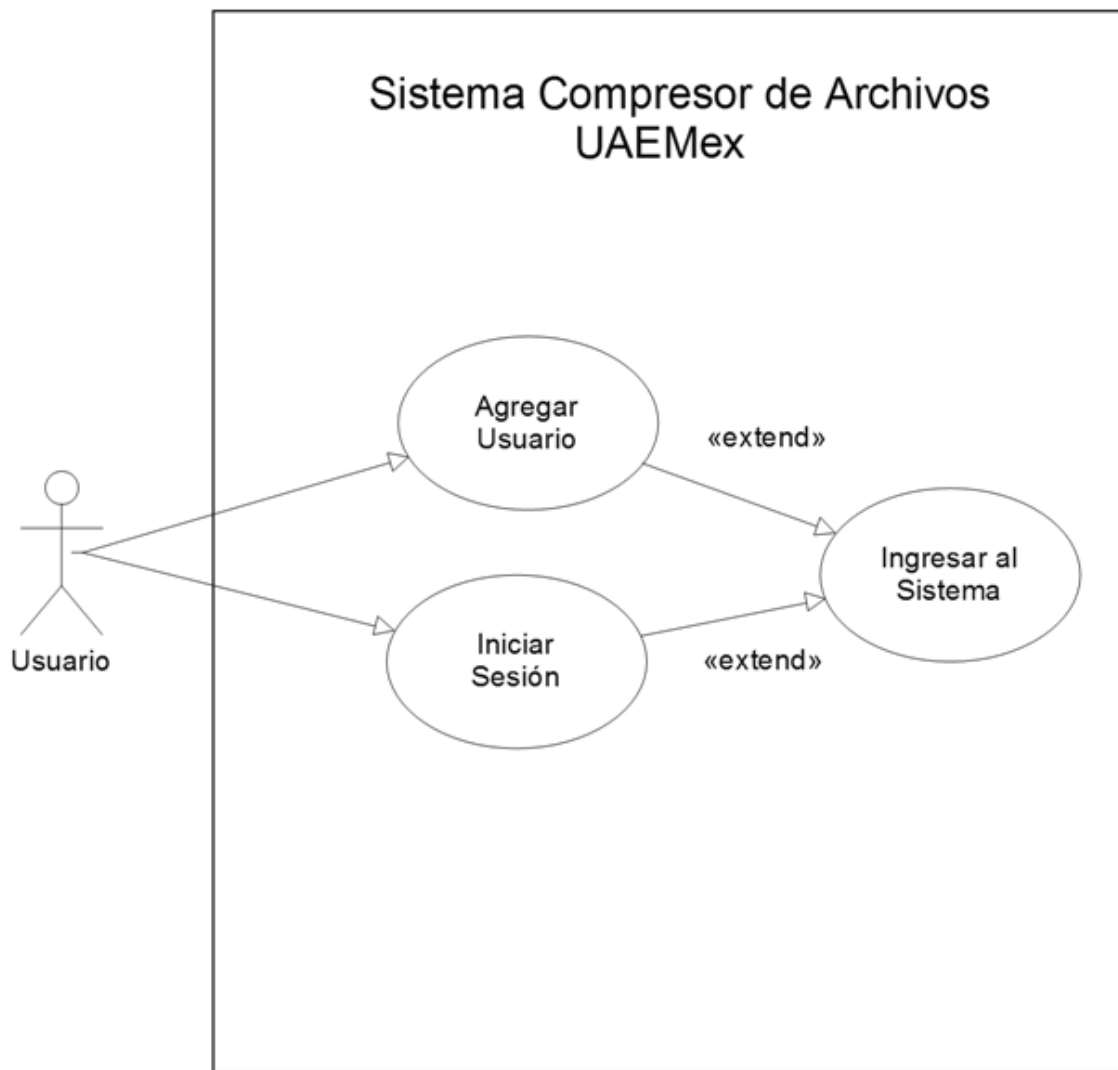 Sistema Compresor de Archivos
UAEMex
Agregar
Usuario
«extend»
Ingresar al
Sistema
Usuario
Iniciar
Sesión
«extend»